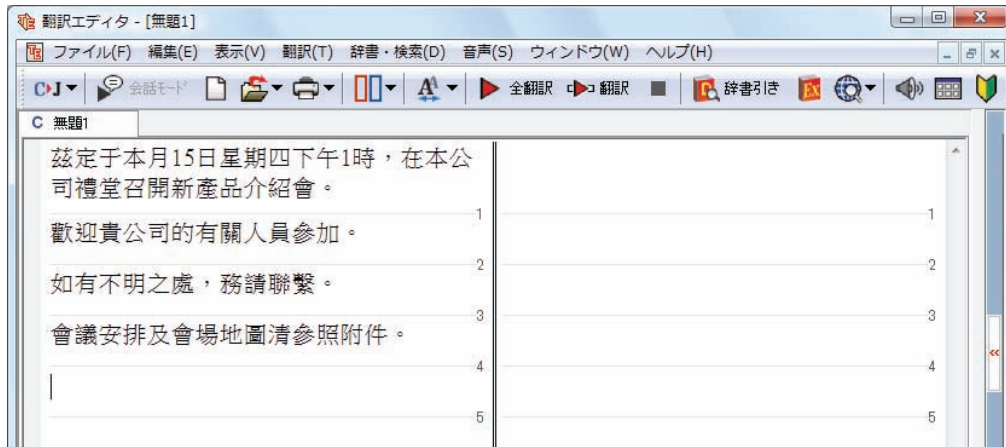 翻訳エディタ - [無題1]
ファイル(F) 編集(E) 表示(V) 翻訳(T) 辞書・検索(D) 音声(S) ウィンドウ(W) ヘルプ(H)
C▸J 会話モード 全翻訳 翻訳 辞書引き EX
C 無題1
茲定于本月15日星期四下午1時,在本公
司禮堂召開新產品介紹會。
1 1
歡迎貴公司的有關人員參加。
2 2
如有不明之處,務請聯繫。
3 3
會議安排及會場地圖清參照附件。
4 4
5 5